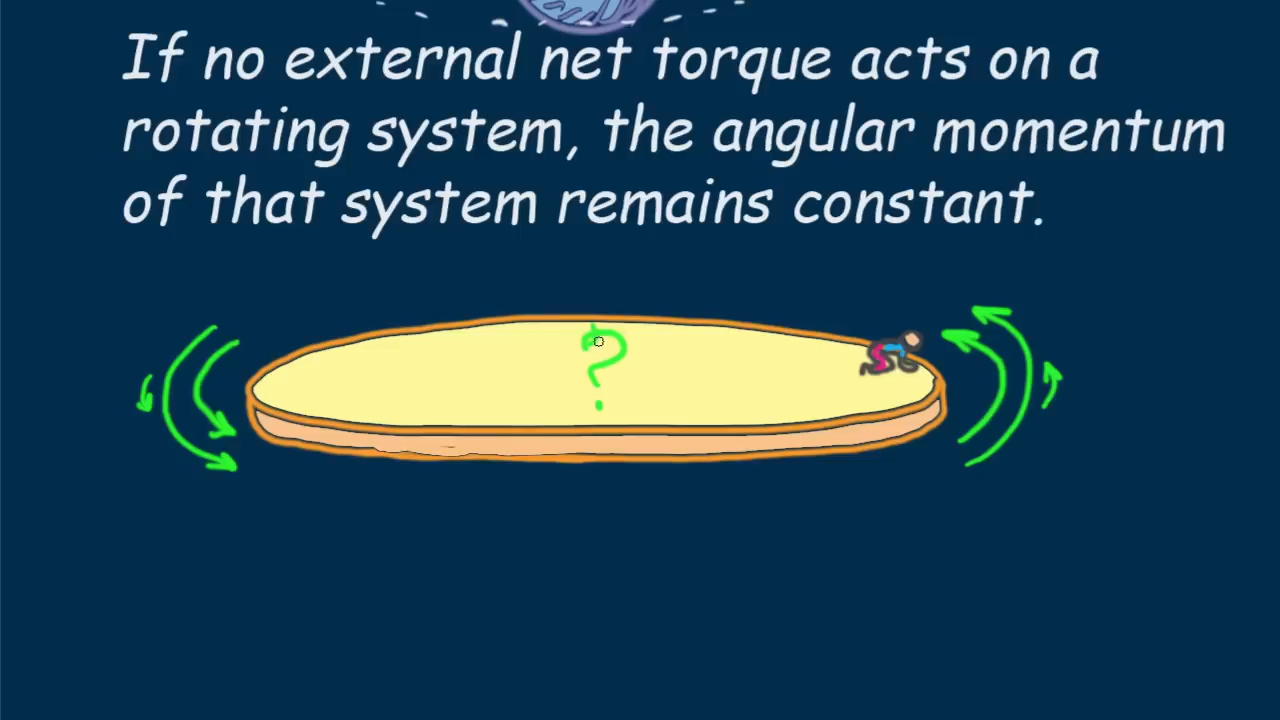 If no external net torque acts on a
rotating system, the angular momentum
of that system remains constant.
?